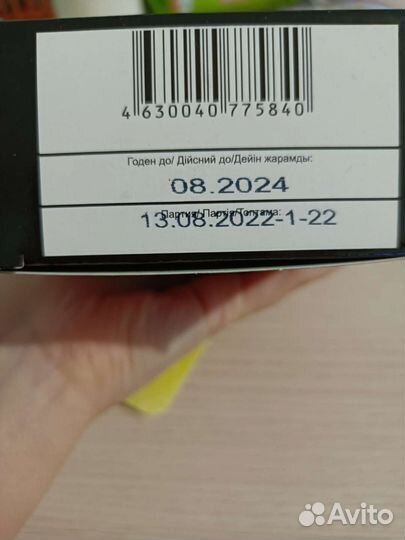 4 630040 775840
Годен до/ Дійсний до/Дейін жарамды:
08.2024
Партия/ Партія/Топтама:
13.08.2022-1-22
Avito